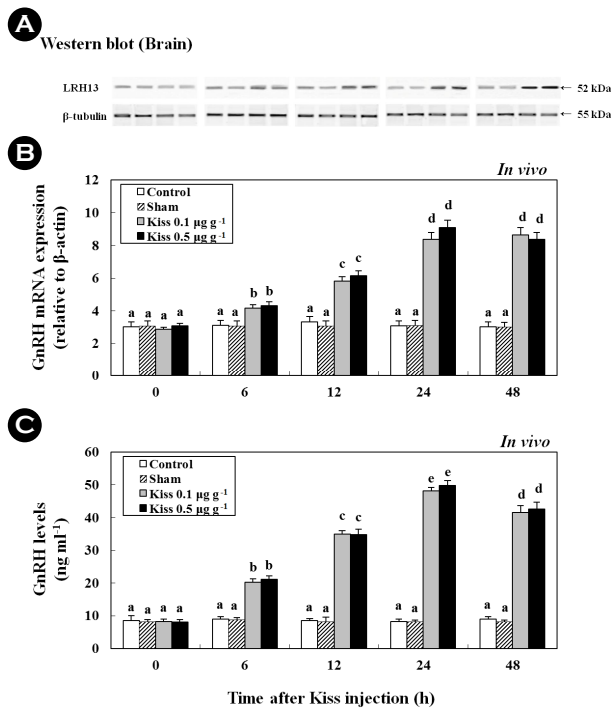 A
Western blot (Brain)
LRH13
← 52 kDa
β-tubulin
← 55 kDa
B
In vivo
12
10
8
6
4
2
0
GnRH mRNA expression
(relative to β-actin)
Control
Sham
Kiss 0.1 μg g⁻¹
Kiss 0.5 μg g⁻¹
a a a a
a a b b
a a c c
a a d d
a a d d
0 6 12 24 48
C
In vivo
60
50
40
30
20
10
0
GnRH levels
(ng ml⁻¹)
Control
Sham
Kiss 0.1 μg g⁻¹
Kiss 0.5 μg g⁻¹
a a a a
a a b b
a a c c
a a e e
a a d d
0 6 12 24 48
Time after Kiss injection (h)